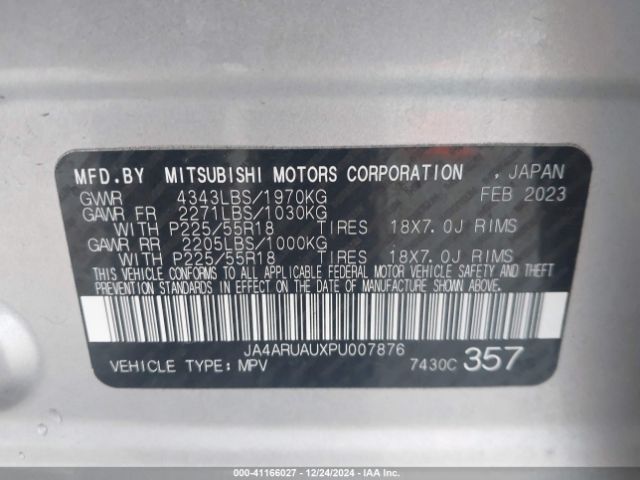 MFD.BY MITSUBISHI MOTORS CORPORATION , JAPAN
GVWR 4343LBS/1970KG FEB 2023
GAWR FR 2271LBS/1030KG
WITH P225/55R18 TIRES 18X7.0J RIMS
GAWR RR 2205LBS/1000KG
WITH P225/55R18 TIRES 18X7.0J RIMS
THIS VEHICLE CONFORMS TO ALL APPLICABLE FEDERAL MOTOR VEHICLE SAFETY AND THEFT
PREVENTION STANDARDS IN EFFECT ON THE DATE OF MANUFACTURE SHOWN ABOVE.
JA4ARUAUXPU007876
VEHICLE TYPE: MPV 7430C 357
000-41166027 - 12/24/2024 - IAAI.COM